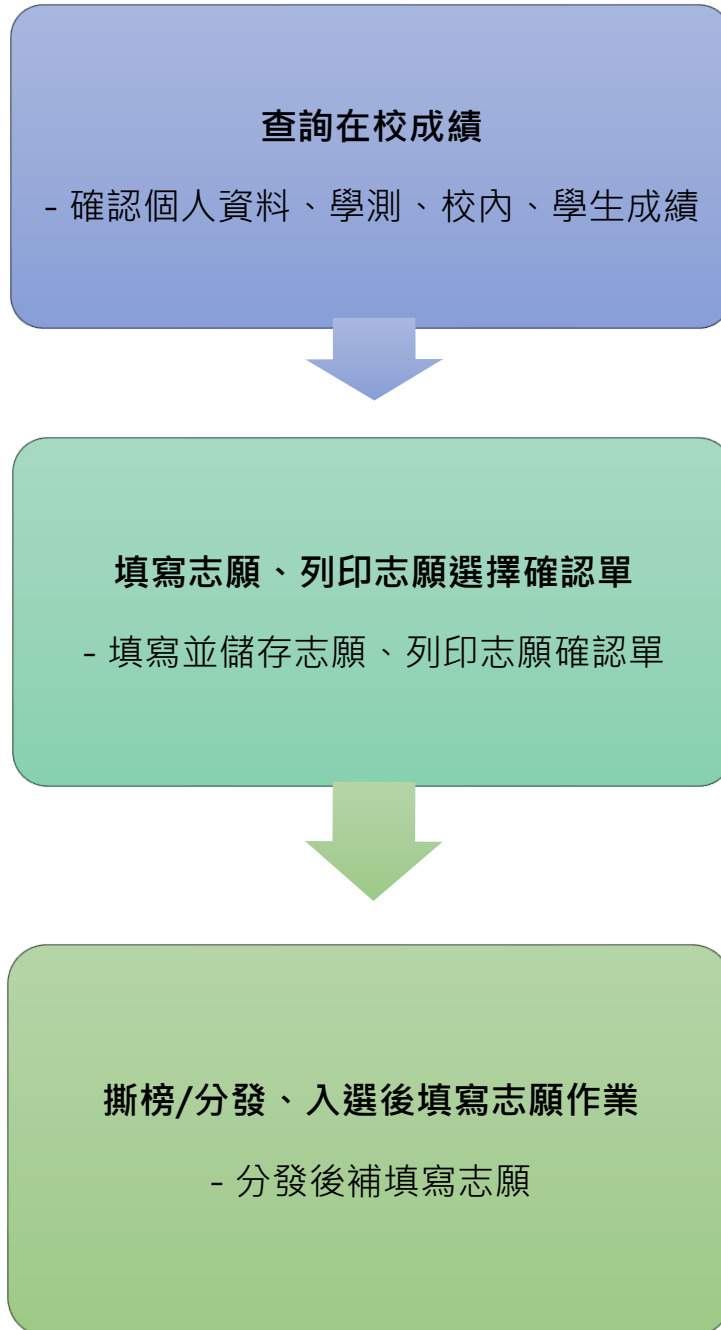 查詢在校成績
- 確認個人資料、學測、校內、學生成績
填寫志願、列印志願選擇確認單
- 填寫並儲存志願、列印志願確認單
撕榜/分發、入選後填寫志願作業
- 分發後補填寫志願